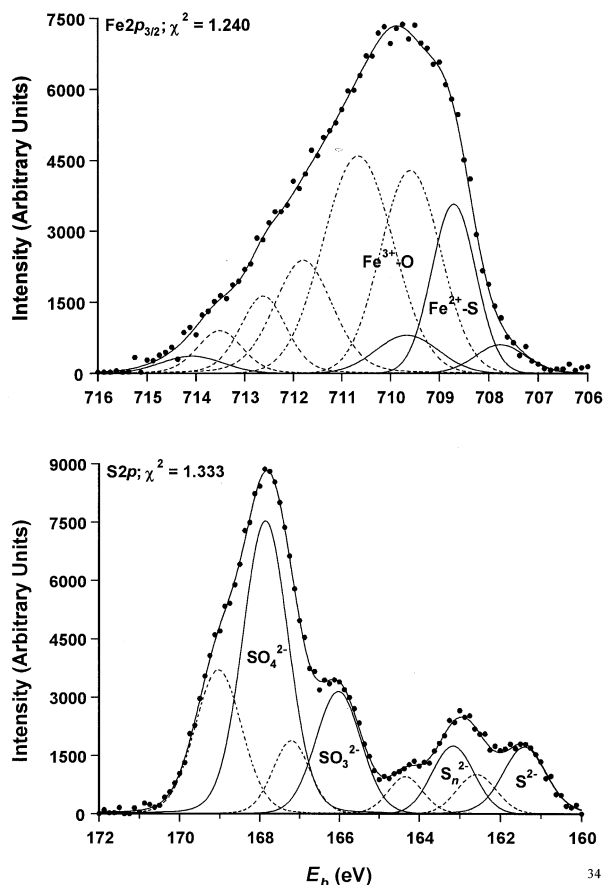 Fe2p3/2; χ² = 1.240
Intensity (Arbitrary Units)
7500
6000
4500
3000
1500
0
Fe³⁺-O
Fe²⁺-S
716 715 714 713 712 711 710 709 708 707 706
S2p; χ² = 1.333
Intensity (Arbitrary Units)
9000
7500
6000
4500
3000
1500
0
SO₄²⁻
SO₃²⁻
Sₙ²⁻
S²⁻
172 170 168 166 164 162 160
E_b (eV)
34